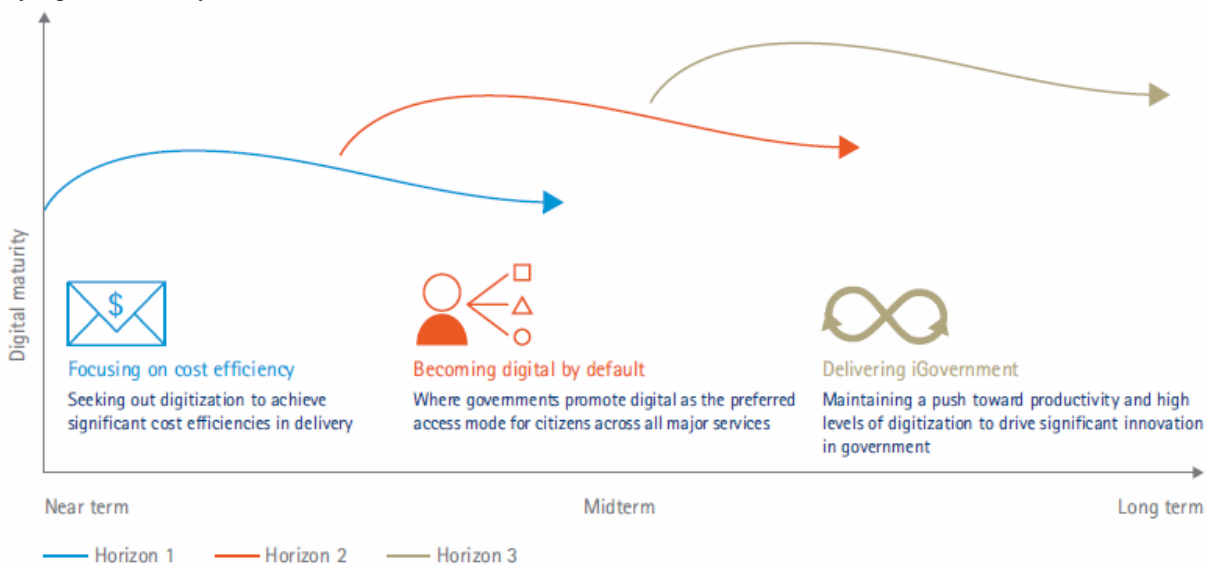 Digital maturity
$
Focusing on cost efficiency
Seeking out digitization to achieve
significant cost efficiencies in delivery
Becoming digital by default
Where governments promote digital as the preferred
access mode for citizens across all major services
Delivering iGovernment
Maintaining a push toward productivity and high
levels of digitization to drive significant innovation
in government
Near term
Midterm
Long term
Horizon 1
Horizon 2
Horizon 3